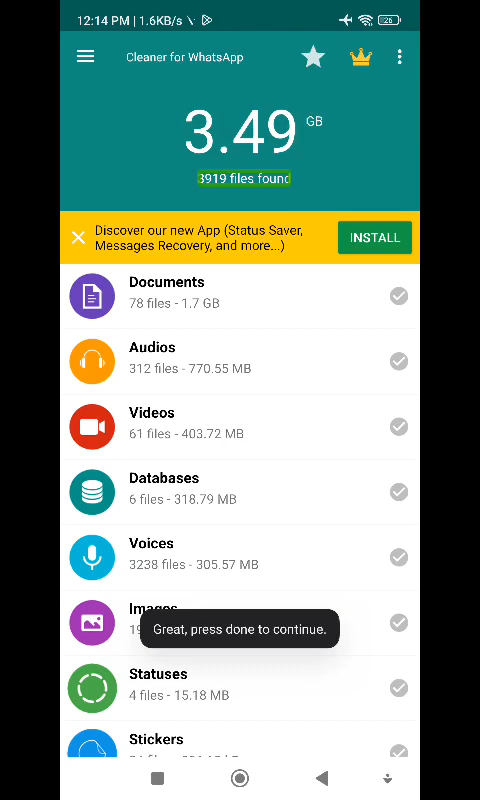 12:14 PM | 1.6KB/s
26
Cleaner for WhatsApp
3.49 GB
3919 files found
Discover our new App (Status Saver,
Messages Recovery, and more...)
INSTALL
Documents
78 files - 1.7 GB
Audios
312 files - 770.55 MB
Videos
61 files - 403.72 MB
Databases
6 files - 318.79 MB
Voices
3238 files - 305.57 MB
Images
Great, press done to continue.
Statuses
4 files - 15.18 MB
Stickers